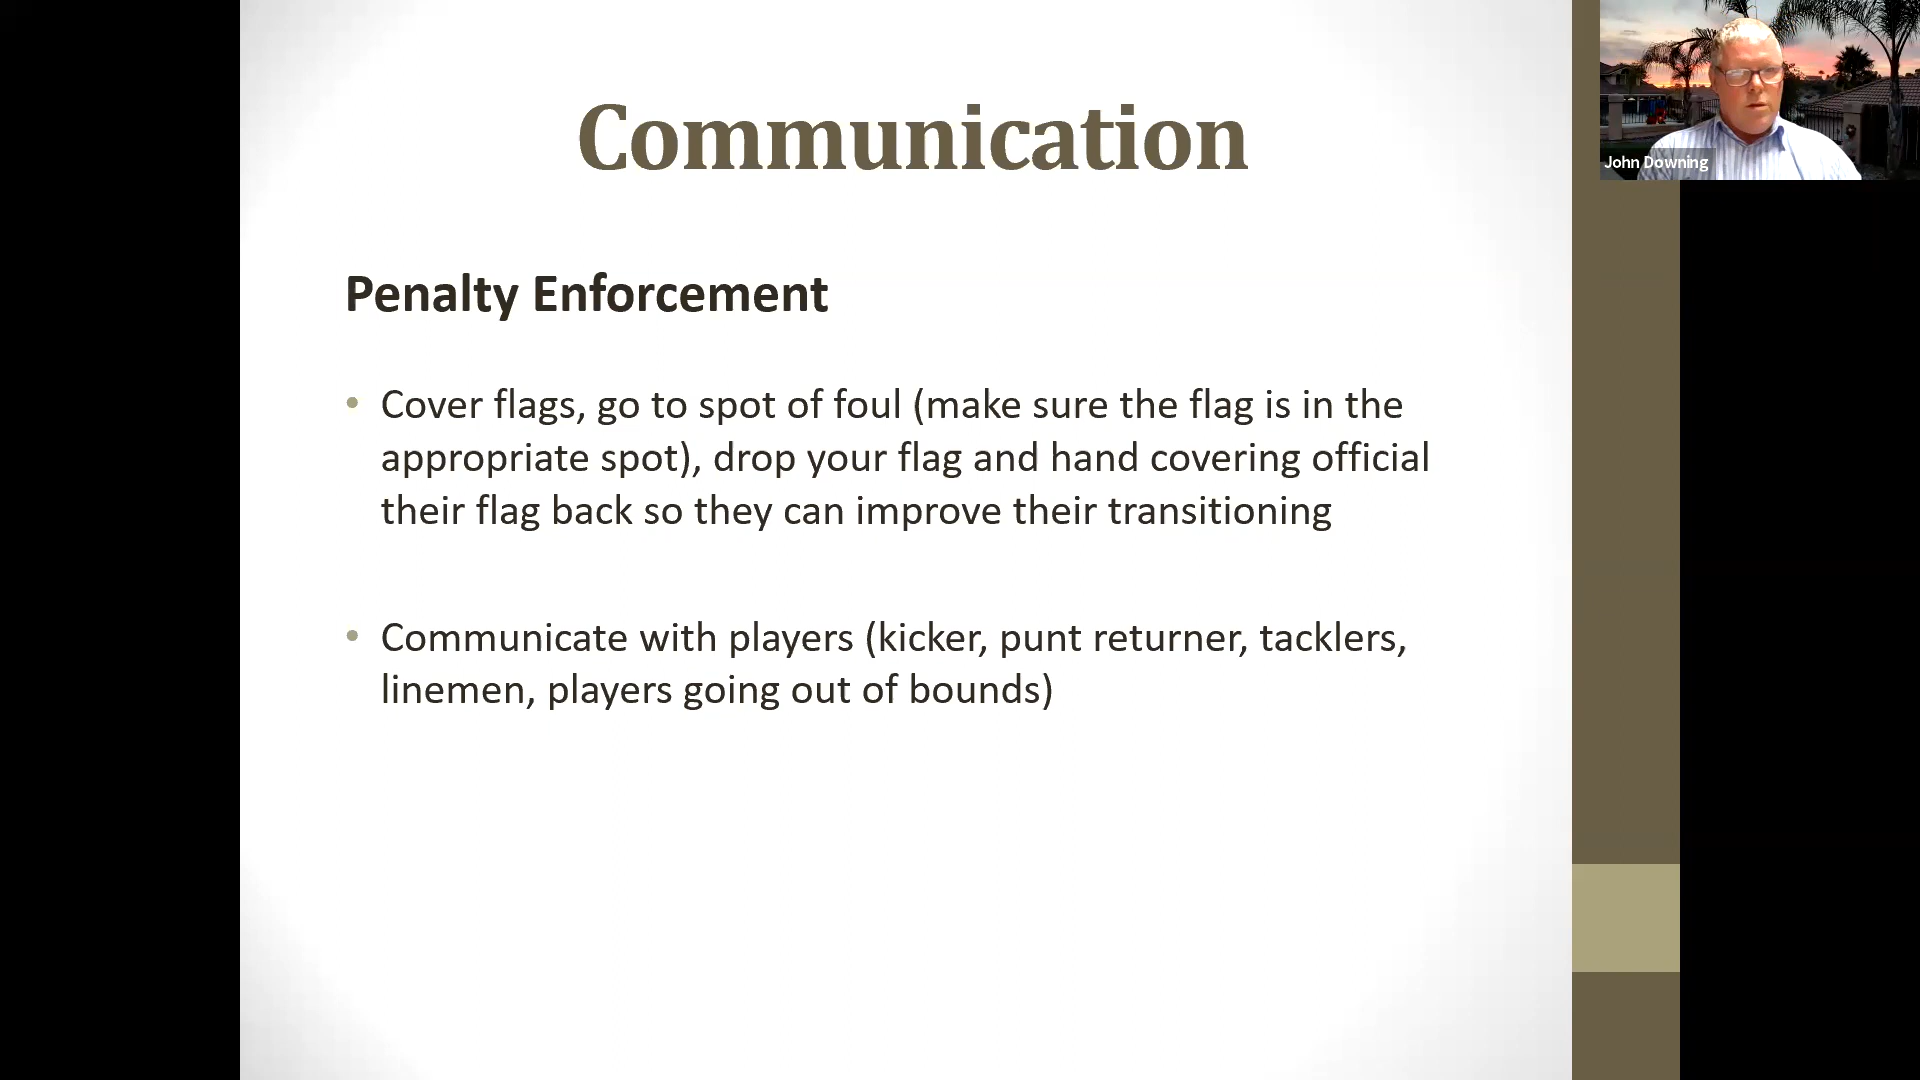 Communication
John Downing
Penalty Enforcement
• Cover flags, go to spot of foul (make sure the flag is in the
appropriate spot), drop your flag and hand covering official
their flag back so they can improve their transitioning
• Communicate with players (kicker, punt returner, tacklers,
linemen, players going out of bounds)